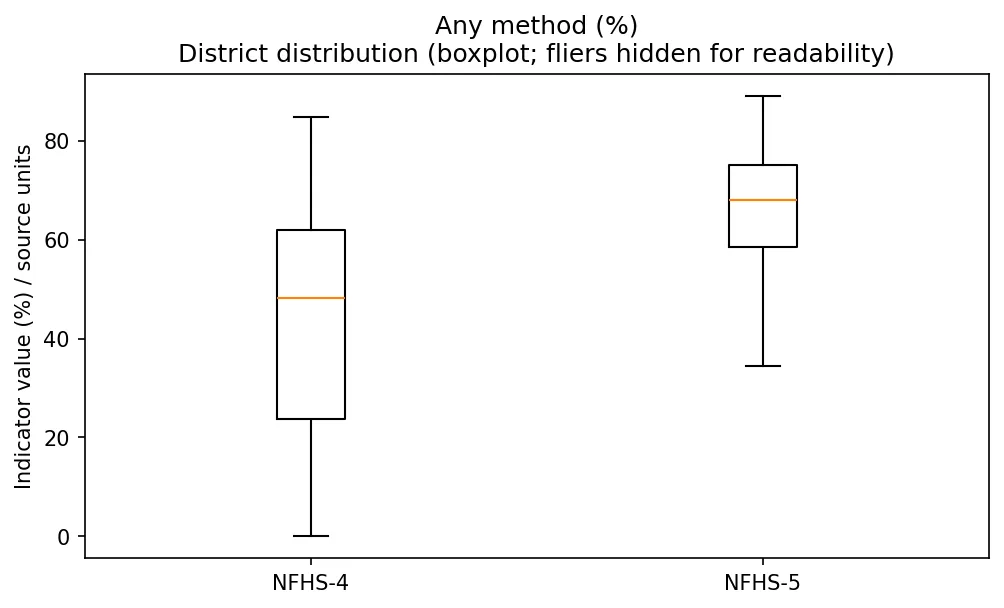 Any method (%)
District distribution (boxplot; fliers hidden for readability)
Indicator value (%) / source units
80
60
40
20
0
NFHS-4
NFHS-5